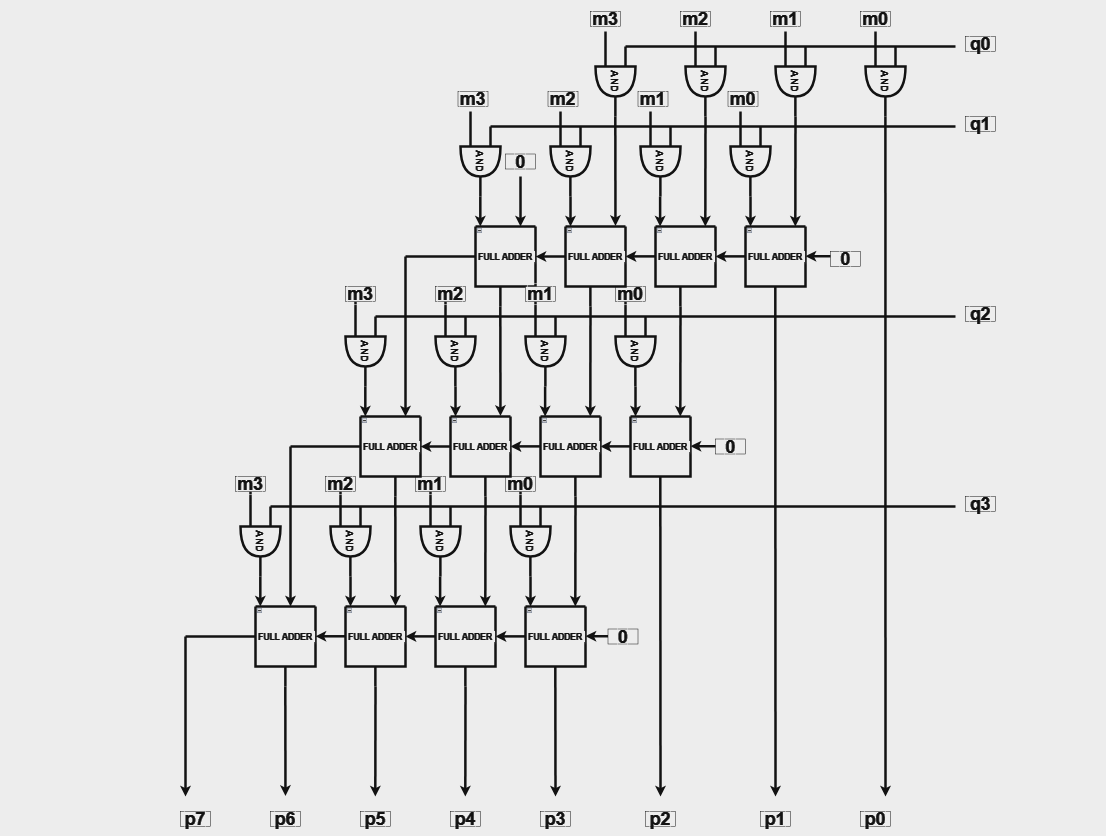 m3 m2 m1 m0
q0
AND AND AND AND
m3 m2 m1 m0
q1
AND AND AND AND
0
FULL ADDER FULL ADDER FULL ADDER FULL ADDER 0
m3 m2 m1 m0
q2
AND AND AND AND
FULL ADDER FULL ADDER FULL ADDER FULL ADDER 0
m3 m2 m1 m0
q3
AND AND AND AND
FULL ADDER FULL ADDER FULL ADDER FULL ADDER 0
p7 p6 p5 p4 p3 p2 p1 p0